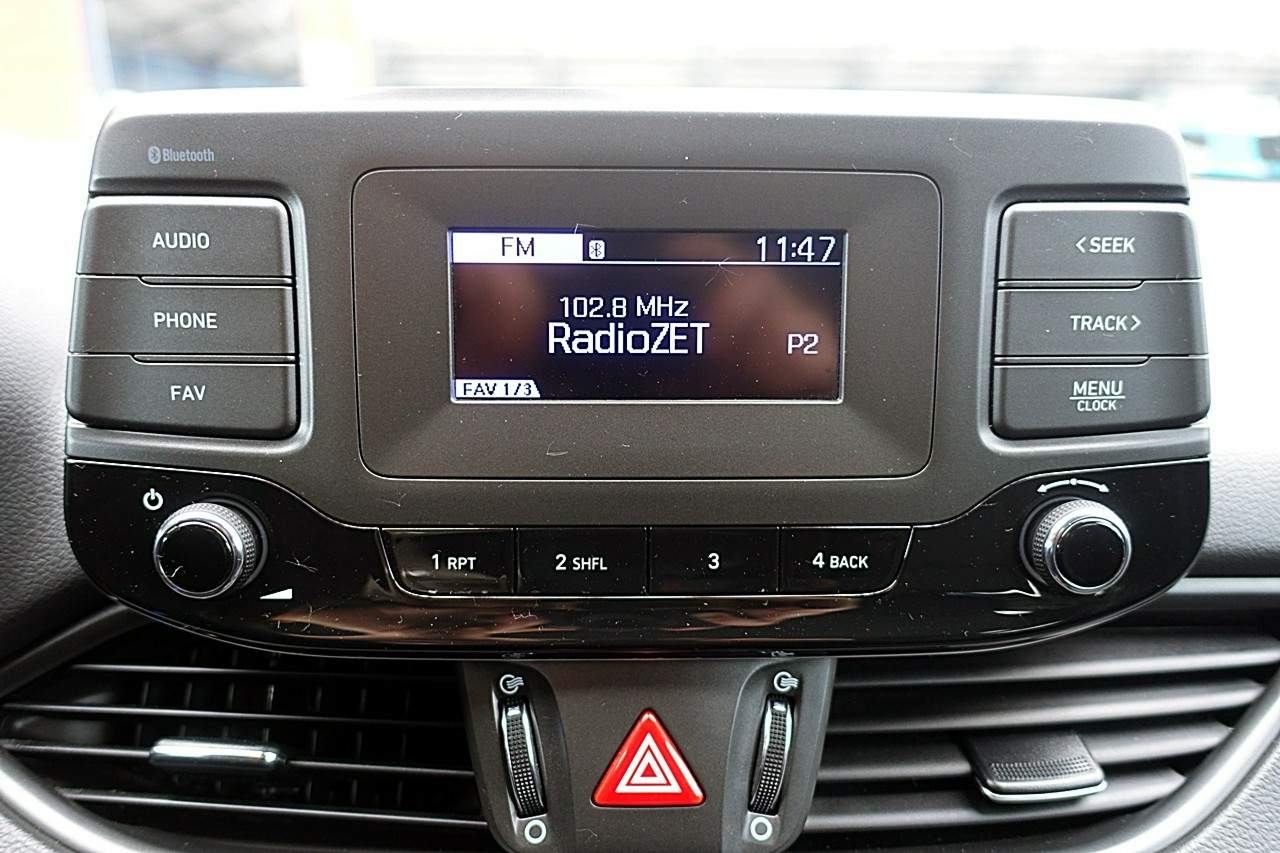 Bluetooth
AUDIO
PHONE
FAV
FM 11:47
102.8 MHz
RadioZET
P2
FAV 1/3
< SEEK
TRACK >
MENU
CLOCK
1 RPT
2 SHFL
3
4 BACK